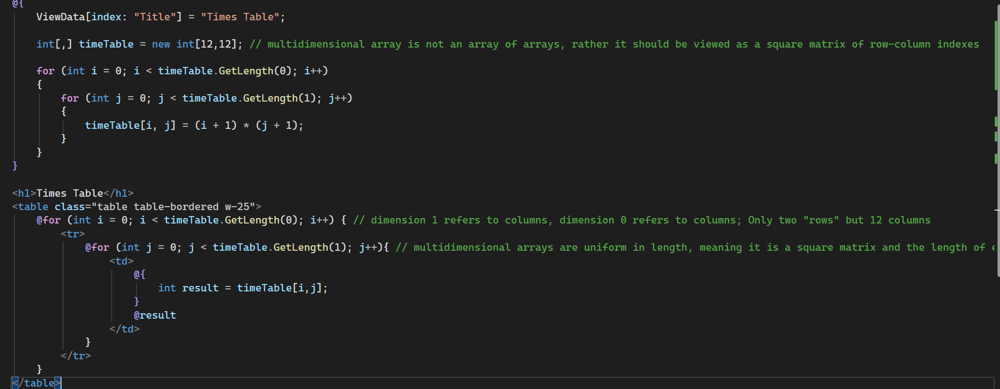 @{
    ViewData[index: "Title"] = "Times Table";

    int[,] timeTable = new int[12,12]; // multidimensional array is not an array of arrays, rather it should be viewed as a square matrix of row-column indexes

    for (int i = 0; i < timeTable.GetLength(0); i++)
    {
        for (int j = 0; j < timeTable.GetLength(1); j++)
        {
            timeTable[i, j] = (i + 1) * (j + 1);
        }
    }
}

<h1>Times Table</h1>
<table class="table table-bordered w-25">
    @for (int i = 0; i < timeTable.GetLength(0); i++) { // dimension 1 refers to columns, dimension 0 refers to columns; Only two "rows" but 12 columns
        <tr>
            @for (int j = 0; j < timeTable.GetLength(1); j++){ // multidimensional arrays are uniform in length, meaning it is a square matrix and the length of
                <td>
                    @{
                        int result = timeTable[i,j];
                    }
                    @result
                </td>
            }
        </tr>
    }
</table>